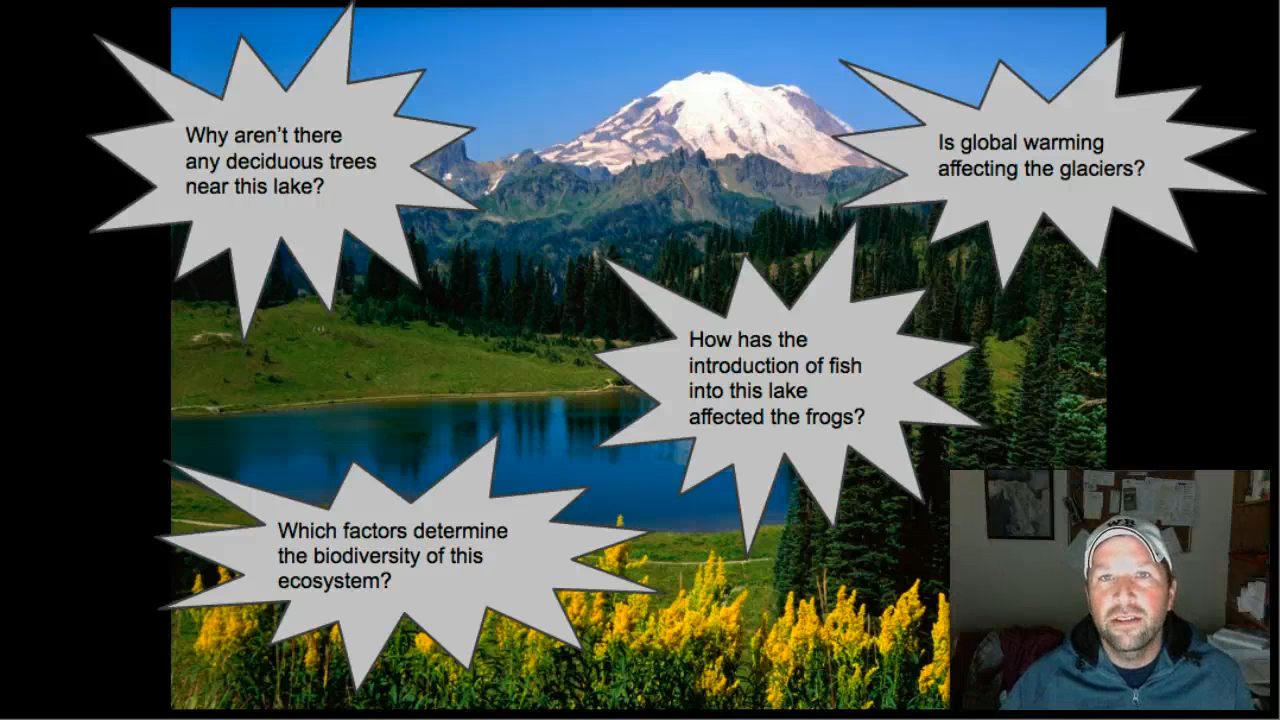 Why aren't there
any deciduous trees
near this lake?
Is global warming
affecting the glaciers?
How has the
introduction of fish
into this lake
affected the frogs?
Which factors determine
the biodiversity of this
ecosystem?
W.B.